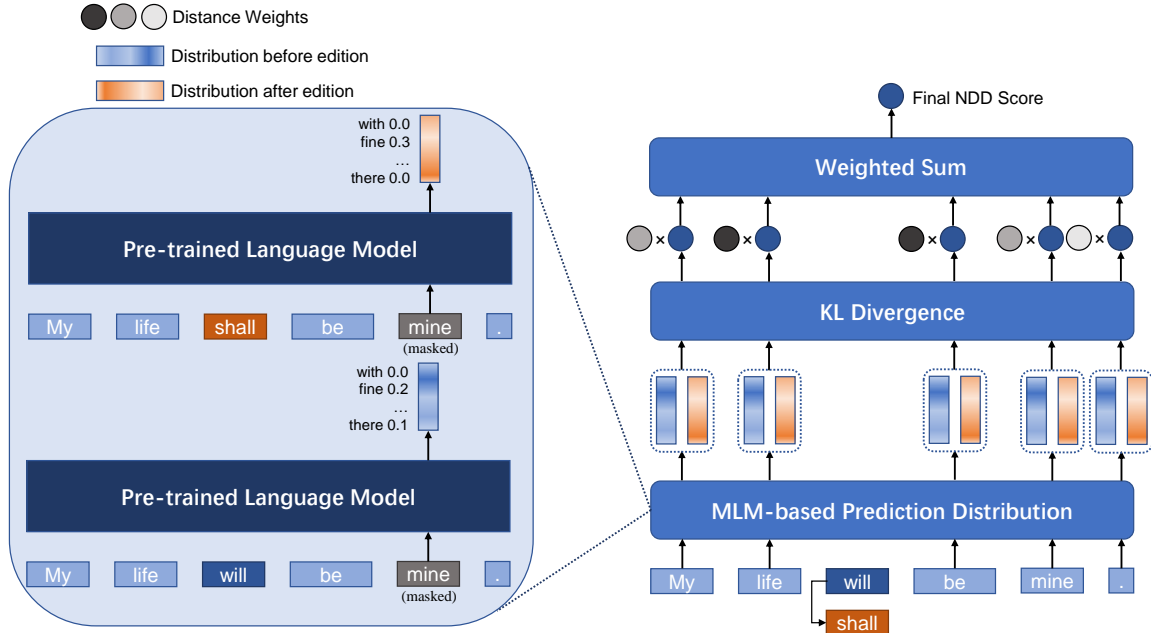 Distance Weights
Distribution before edition
Distribution after edition
with 0.0
fine 0.3
...
there 0.0
Pre-trained Language Model
My life shall be mine .
(masked)
with 0.0
fine 0.2
...
there 0.1
Pre-trained Language Model
My life will be mine .
(masked)
Final NDD Score
Weighted Sum
× × × × ×
KL Divergence
MLM-based Prediction Distribution
My life will be mine .
shall